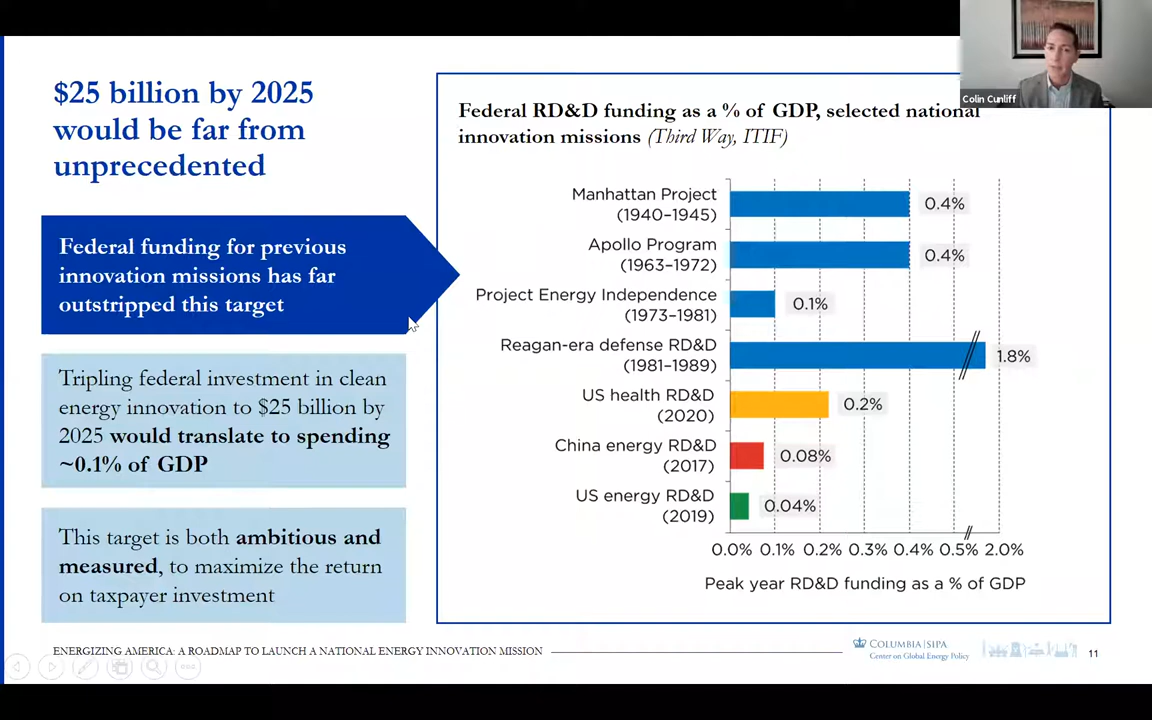 Colin Cunliff
$25 billion by 2025
would be far from
unprecedented
Federal funding for previous
innovation missions has far
outstripped this target
Tripling federal investment in clean
energy innovation to $25 billion by
2025 would translate to spending
~0.1% of GDP
This target is both ambitious and
measured, to maximize the return
on taxpayer investment
Federal RD&D funding as a % of GDP, selected national
innovation missions (Third Way, ITIF)
Manhattan Project
(1940–1945)
0.4%
Apollo Program
(1963–1972)
0.4%
Project Energy Independence
(1973–1981)
0.1%
Reagan-era defense RD&D
(1981–1989)
1.8%
US health RD&D
(2020)
0.2%
China energy RD&D
(2017)
0.08%
US energy RD&D
(2019)
0.04%
0.0% 0.1% 0.2% 0.3% 0.4% 0.5% 2.0%
Peak year RD&D funding as a % of GDP
ENERGIZING AMERICA: A ROADMAP TO LAUNCH A NATIONAL ENERGY INNOVATION MISSION
COLUMBIA | SIPA
Center on Global Energy Policy
11